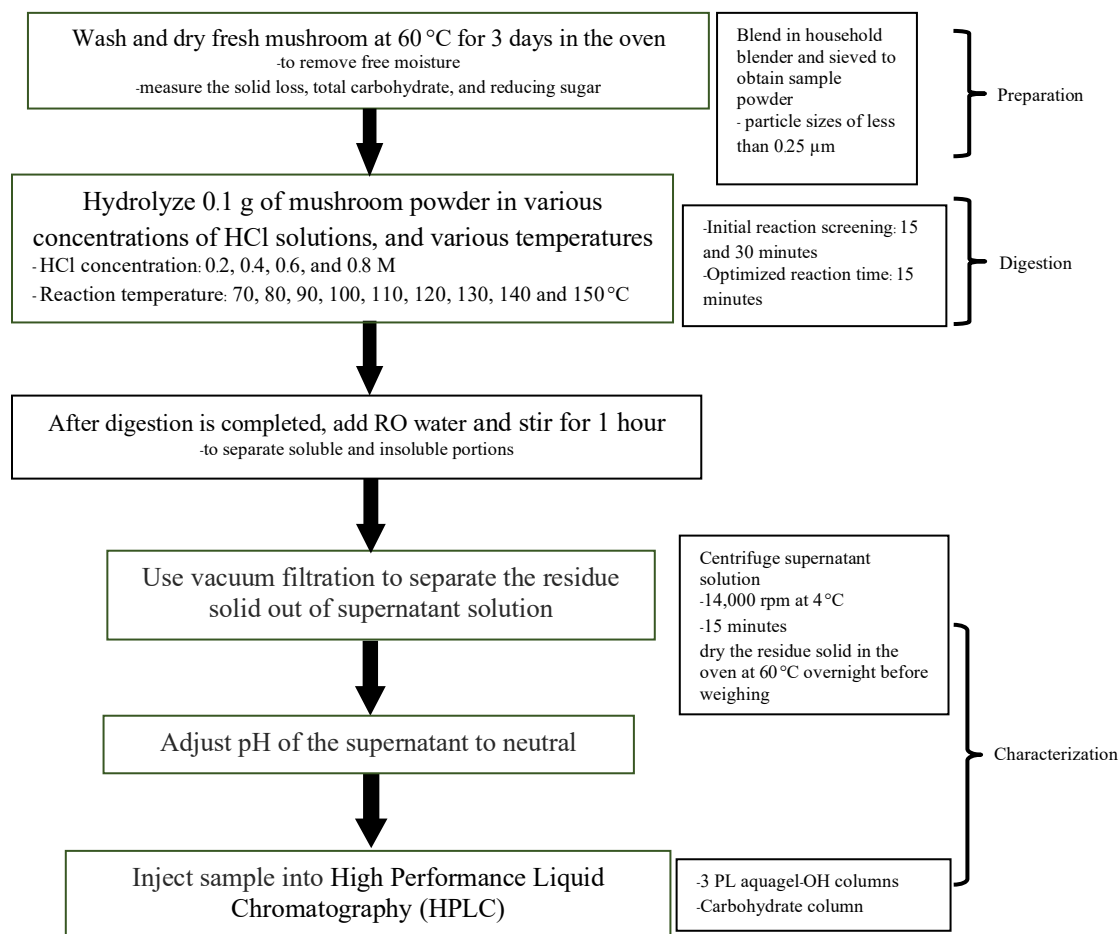 Wash and dry fresh mushroom at 60 °C for 3 days in the oven
-to remove free moisture
-measure the solid loss, total carbohydrate, and reducing sugar
Blend in household
blender and sieved to
obtain sample
powder
- particle sizes of less
than 0.25 µm
Preparation
Hydrolyze 0.1 g of mushroom powder in various
concentrations of HCl solutions, and various temperatures
- HCl concentration: 0.2, 0.4, 0.6, and 0.8 M
- Reaction temperature: 70, 80, 90, 100, 110, 120, 130, 140 and 150 °C
-Initial reaction screening: 15
and 30 minutes
-Optimized reaction time: 15
minutes
Digestion
After digestion is completed, add RO water and stir for 1 hour
-to separate soluble and insoluble portions
Use vacuum filtration to separate the residue
solid out of supernatant solution
Centrifuge supernatant
solution
-14,000 rpm at 4 °C
-15 minutes
dry the residue solid in the
oven at 60 °C overnight before
weighing
Adjust pH of the supernatant to neutral
Characterization
Inject sample into High Performance Liquid
Chromatography (HPLC)
-3 PL aquagel-OH columns
-Carbohydrate column